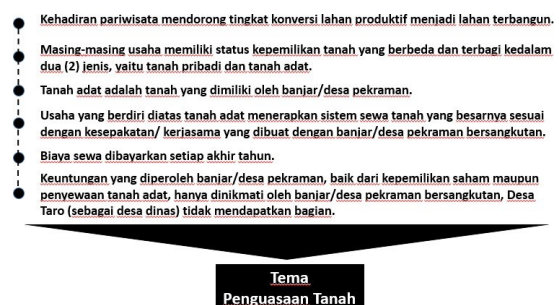 Kehadiran pariwisata mendorong tingkat konversi lahan produktif menjadi lahan terbangun.
Masing-masing usaha memiliki status kepemilikan tanah yang berbeda dan terbagi kedalam
dua (2) jenis, yaitu tanah pribadi dan tanah adat.
Tanah adat adalah tanah yang dimiliki oleh banjar/desa pekraman.
Usaha yang berdiri diatas tanah adat menerapkan sistem sewa tanah yang besarnya sesuai
dengan kesepakatan/ kerjasama yang dibuat dengan banjar/desa pekraman bersangkutan.
Biaya sewa dibayarkan setiap akhir tahun.
Keuntungan yang diperoleh banjar/desa pekraman, baik dari kepemilikan saham maupun
penyewaan tanah adat, hanya dinikmati oleh banjar/desa pekraman bersangkutan, Desa
Taro (sebagai desa dinas) tidak mendapatkan bagian.
Tema
Penguasaan Tanah